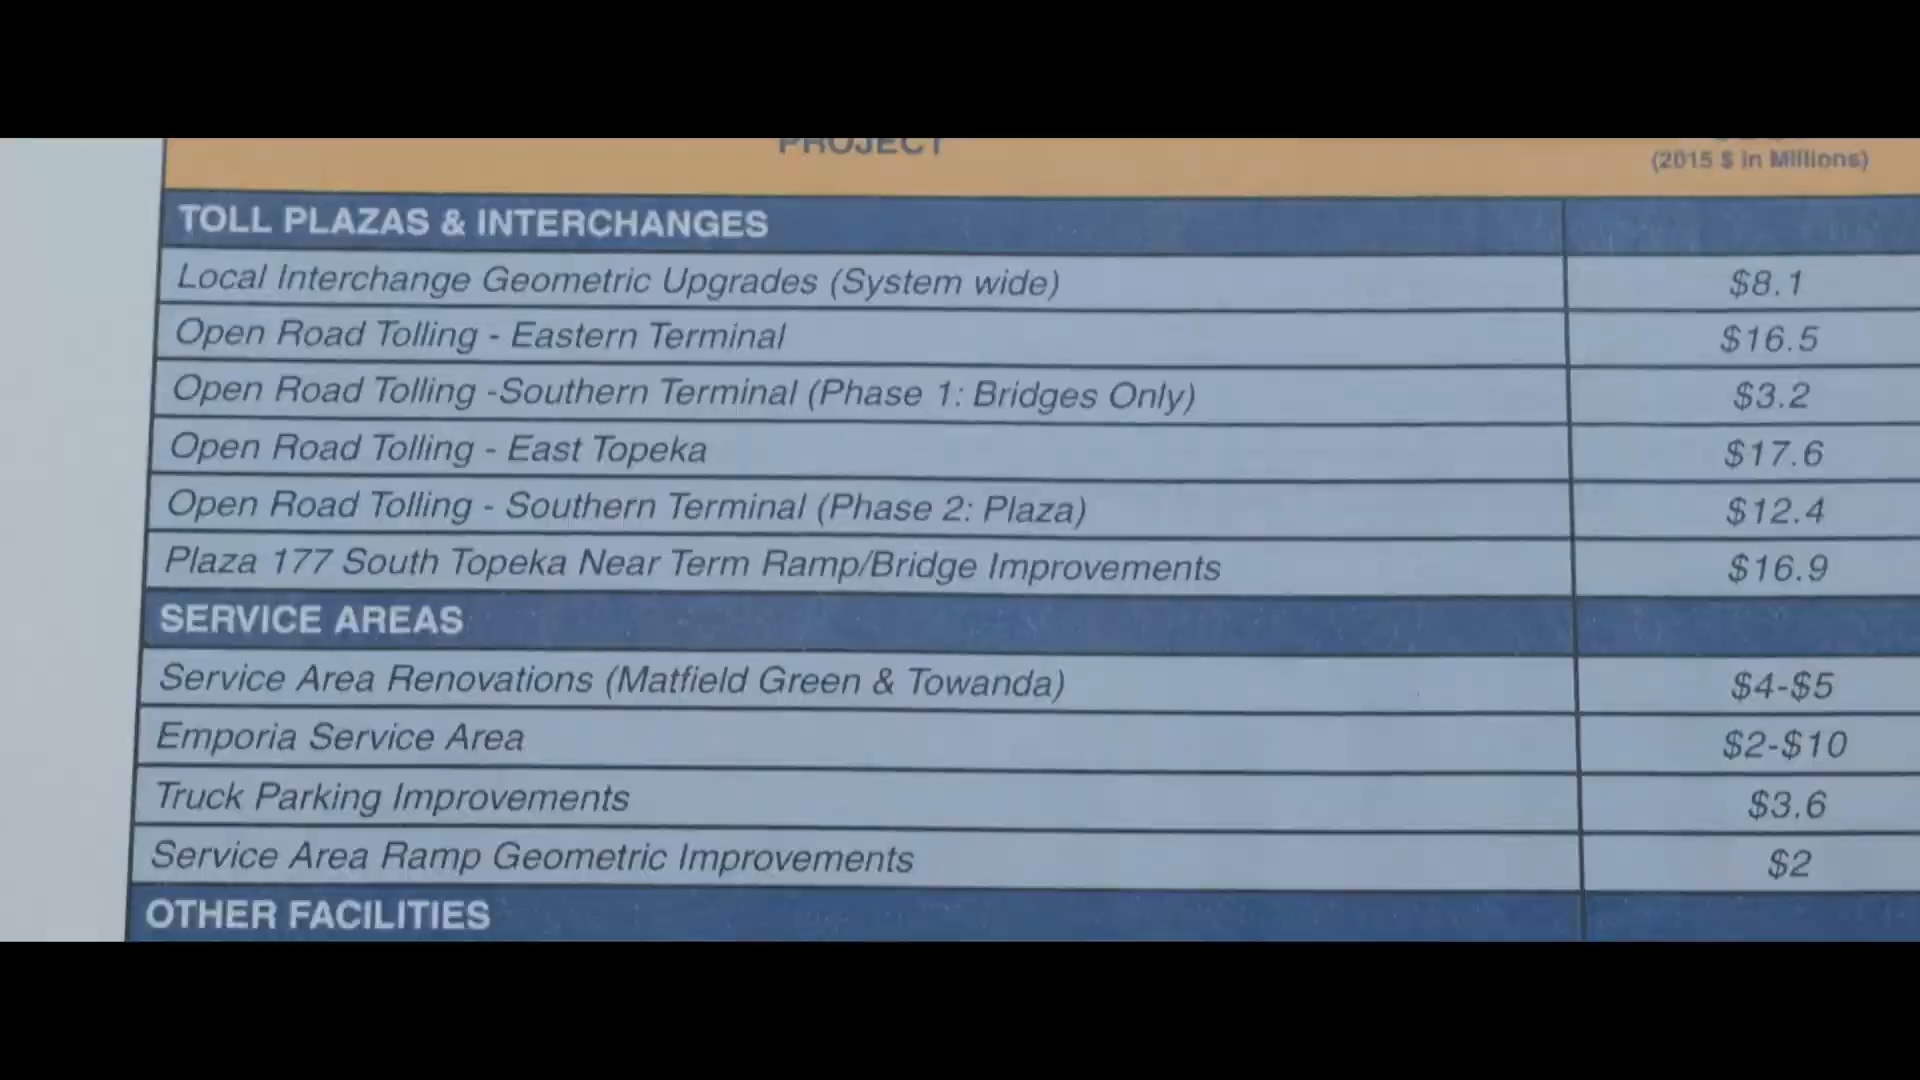 PROJECT
(2015 $ in Millions)
TOLL PLAZAS & INTERCHANGES
Local Interchange Geometric Upgrades (System wide) $8.1
Open Road Tolling - Eastern Terminal $16.5
Open Road Tolling -Southern Terminal (Phase 1: Bridges Only) $3.2
Open Road Tolling - East Topeka $17.6
Open Road Tolling - Southern Terminal (Phase 2: Plaza) $12.4
Plaza 177 South Topeka Near Term Ramp/Bridge Improvements $16.9
SERVICE AREAS
Service Area Renovations (Matfield Green & Towanda) $4-$5
Emporia Service Area $2-$10
Truck Parking Improvements $3.6
Service Area Ramp Geometric Improvements $2
OTHER FACILITIES